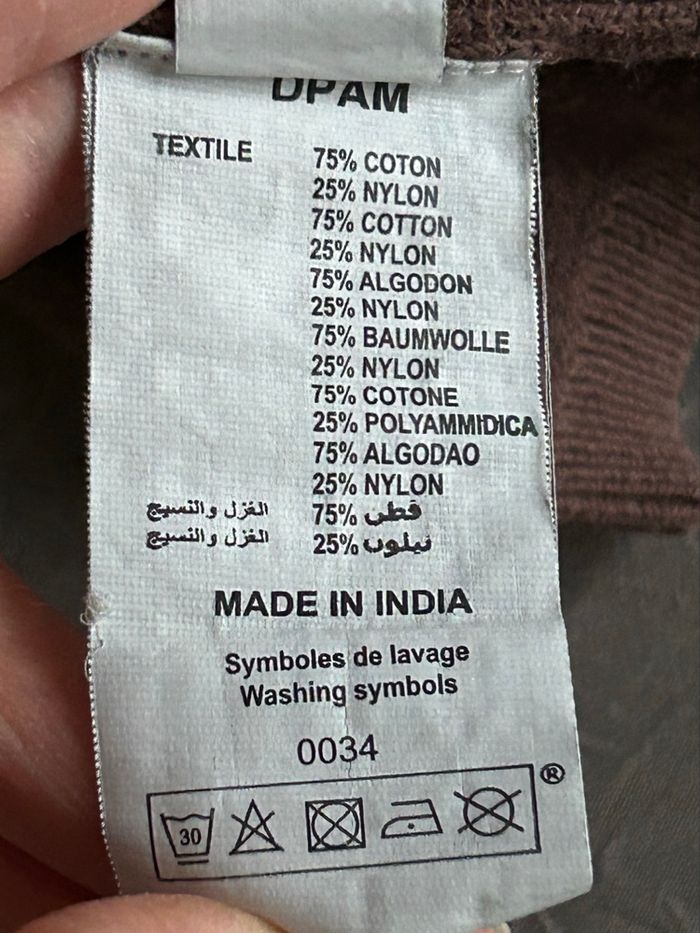 DPAM
TEXTILE 75% COTON
25% NYLON
75% COTTON
25% NYLON
75% ALGODON
25% NYLON
75% BAUMWOLLE
25% NYLON
75% COTONE
25% POLYAMMIDICA
75% ALGODAO
25% NYLON
الغزل والنسيج 75% قطن
الغزل والنسيج 25% نيلون
MADE IN INDIA
Symboles de lavage
Washing symbols
0034
®
30